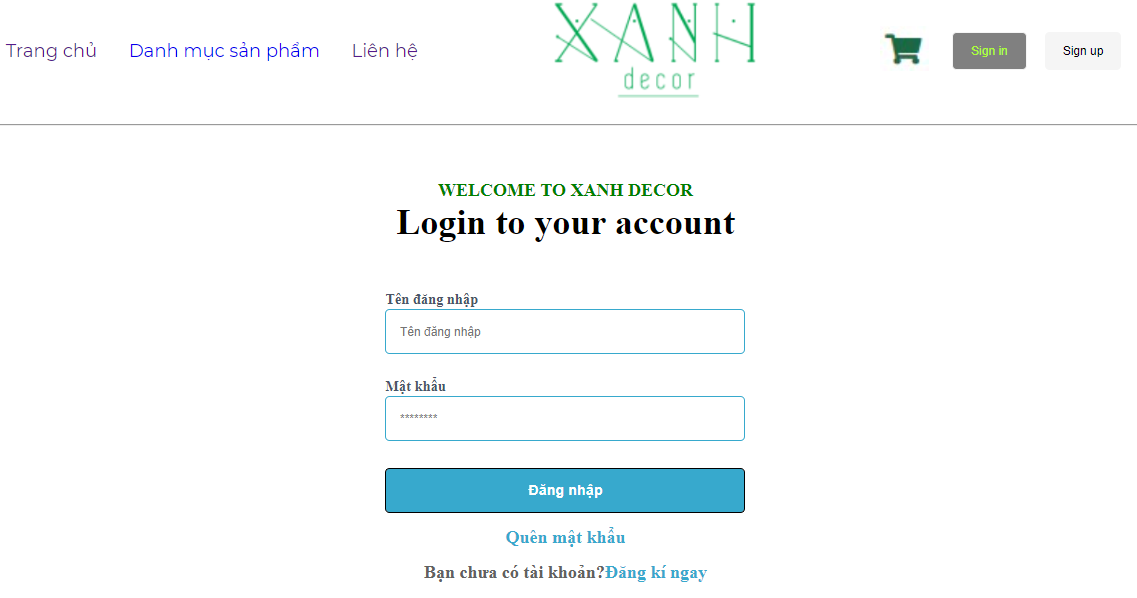 Trang chủ Danh mục sản phẩm Liên hệ XANH decor Sign in Sign up
WELCOME TO XANH DECOR
Login to your account
Tên đăng nhập
Tên đăng nhập
Mật khẩu
********
Đăng nhập
Quên mật khẩu
Bạn chưa có tài khoản?Đăng kí ngay